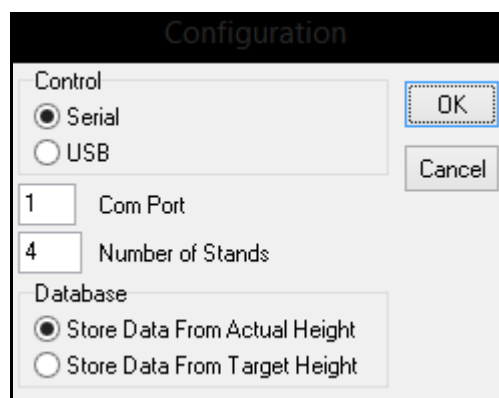 Configuration
Control
Serial
USB
OK
Cancel
1 Com Port
4 Number of Stands
Database
Store Data From Actual Height
Store Data From Target Height